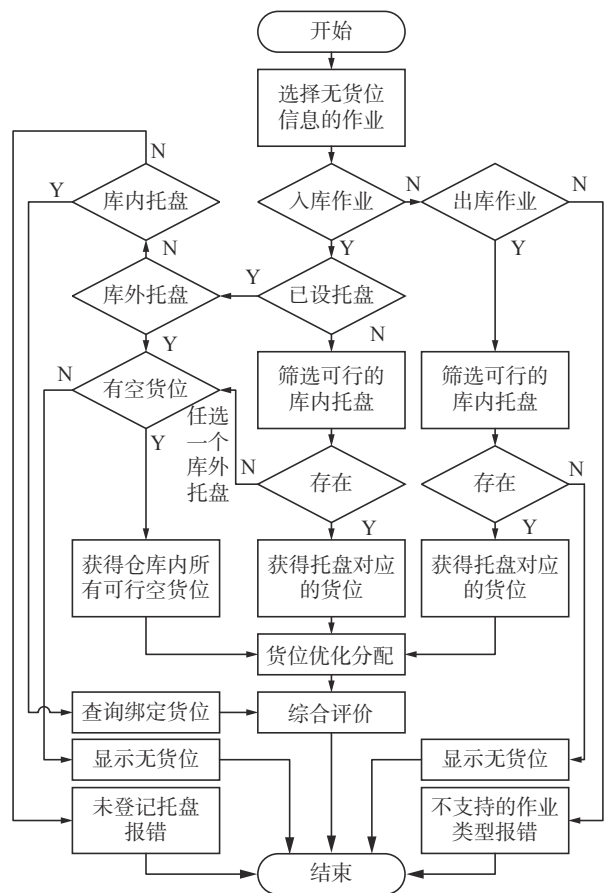 开始
选择无货位
信息的作业
N
Y
库内托盘
入库作业
N
出库作业
N
N
Y
Y
库外托盘
Y
已设托盘
Y
N
N
有空货位
筛选可行的
库内托盘
筛选可行的
库内托盘
Y
任选
一个
库外
托盘
N
存在
存在
N
Y
Y
获得仓库内所
有可行空货位
获得托盘对应
的货位
获得托盘对应
的货位
货位优化分配
查询绑定货位
综合评价
显示无货位
显示无货位
未登记托盘
报错
不支持的作业
类型报错
结束